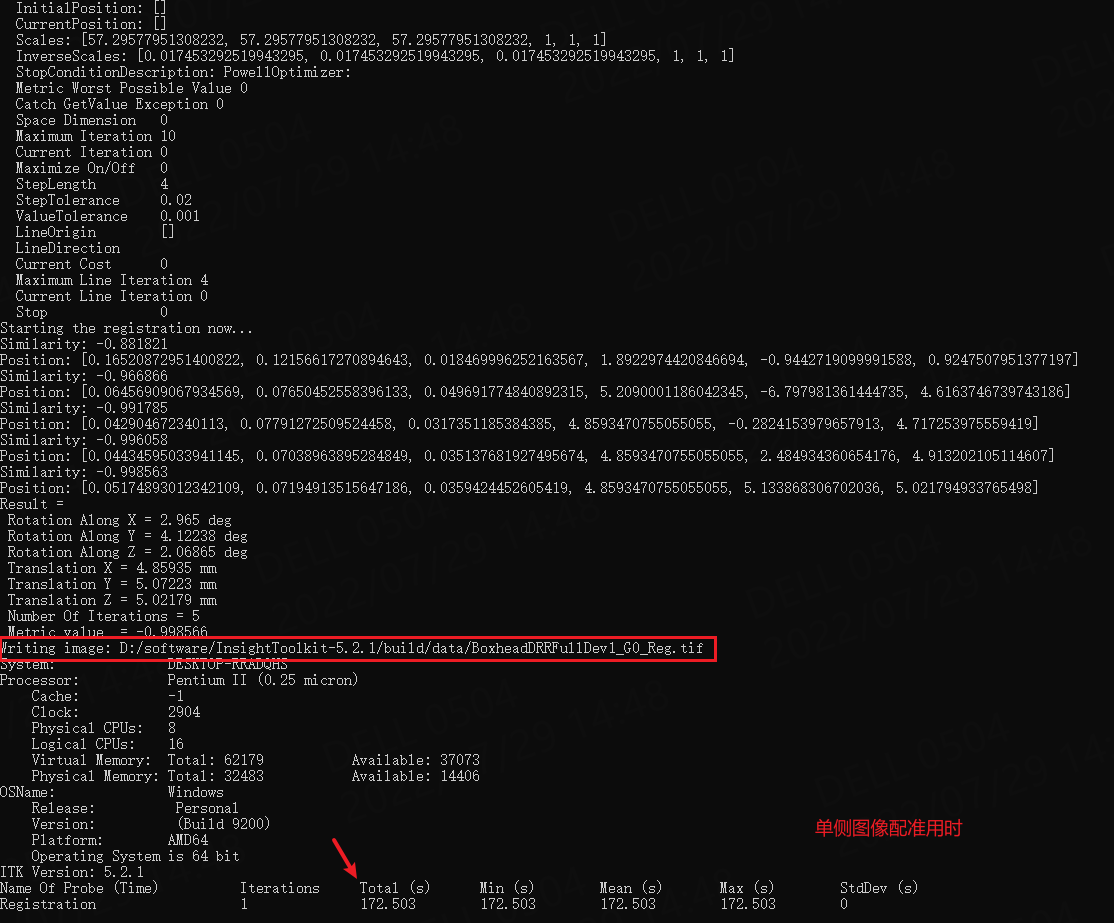 InitialPosition: []
CurrentPosition: []
Scales: [57.29577951308232, 57.29577951308232, 57.29577951308232, 1, 1, 1]
InverseScales: [0.017453292519943295, 0.017453292519943295, 0.017453292519943295, 1, 1, 1]
StopConditionDescription: PowellOptimizer:
Metric Worst Possible Value 0
Catch GetValue Exception 0
Space Dimension   0
Maximum Iteration 10
Current Iteration 0
Maximize On/Off   0
StepLength        4
StepTolerance     0.02
ValueTolerance    0.001
LineOrigin        []
LineDirection
Current Cost      0
Maximum Line Iteration 4
Current Line Iteration 0
Stop              0
Starting the registration now...
Similarity: -0.881821
Position: [0.16520872951400822, 0.12156617270894643, 0.018469996252163567, 1.8922974420846694, -0.9442719099991588, 0.9247507951377197]
Similarity: -0.966866
Position: [0.06456909067934569, 0.07650452558396133, 0.049691774840892315, 5.2090001186042345, -6.797981361444735, 4.6163746739743186]
Similarity: -0.991785
Position: [0.042904672340113, 0.07791272509524458, 0.0317351185384385, 4.8593470755055055, -0.2824153979657913, 4.717253975559419]
Similarity: -0.996058
Position: [0.04434595033941145, 0.07038963895284849, 0.035137681927495674, 4.8593470755055055, 2.484934360654176, 4.913202105114607]
Similarity: -0.998563
Position: [0.05174893012342109, 0.07194913515647186, 0.0359424452605419, 4.8593470755055055, 5.133868306702036, 5.021794933765498]
Result =
Rotation Along X = 2.965 deg
Rotation Along Y = 4.12238 deg
Rotation Along Z = 2.06865 deg
Translation X = 4.85935 mm
Translation Y = 5.07223 mm
Translation Z = 5.02179 mm
Number Of Iterations = 5
Metric value  = -0.998566
Writing image: D:/software/InsightToolkit-5.2.1/build/data/BoxheadDRRFullDev1_G0_Reg.tif
System:              DESKTOP-RRADQHS
Processor:           Pentium II (0.25 micron)
Cache:           -1
Clock:           2904
Physical CPUs:   8
Logical CPUs:    16
Virtual Memory:  Total: 62179           Available: 37073
Physical Memory: Total: 32483           Available: 14406
OSName:              Windows
Release:          Personal
Version:          (Build 9200)
Platform:        AMD64
Operating System is 64 bit
单侧图像配准用时
ITK Version: 5.2.1
Name Of Probe (Time)          Iterations     Total (s)      Min (s)        Mean (s)       Max (s)        StdDev (s)
Registration                  1              172.503        172.503        172.503        172.503        0
DELL 0504
2022/07/29 14:48